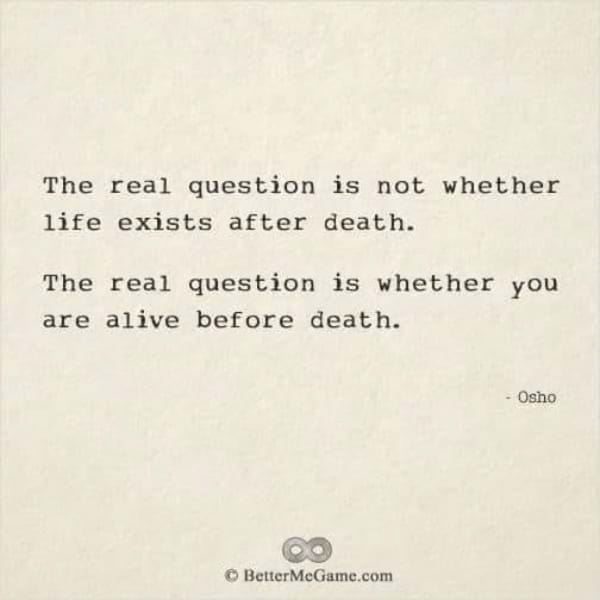 The real question is not whether
life exists after death.
The real question is whether you
are alive before death.
- Osho
© BetterMeGame.com